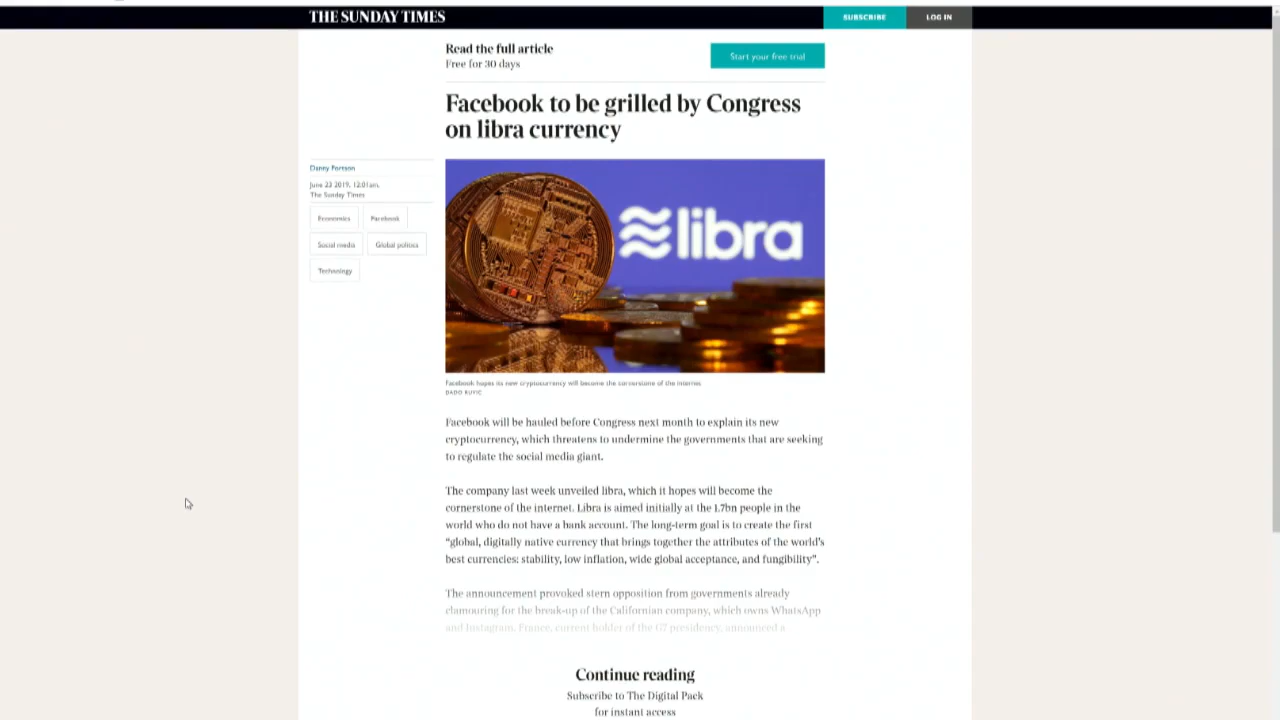 THE SUNDAY TIMES
SUBSCRIBE
LOG IN
Read the full article
Free for 30 days
Start your free trial
Facebook to be grilled by Congress
on libra currency
Danny Fortson
June 23 2019, 12:01am,
The Sunday Times
Economics
Facebook
Social media
Global politics
Technology
libra
Facebook hopes its new cryptocurrency will become the cornerstone of the internet
DADO RUVIC
Facebook will be hauled before Congress next month to explain its new
cryptocurrency, which threatens to undermine the governments that are seeking
to regulate the social media giant.
The company last week unveiled libra, which it hopes will become the
cornerstone of the internet. Libra is aimed initially at the 1.7bn people in the
world who do not have a bank account. The long-term goal is to create the first
“global, digitally native currency that brings together the attributes of the world’s
best currencies: stability, low inflation, wide global acceptance, and fungibility”.
The announcement provoked stern opposition from governments already
clamouring for the break-up of the Californian company, which owns WhatsApp
and Instagram. France, current holder of the G7 presidency, announced a
Continue reading
Subscribe to The Digital Pack
for instant access